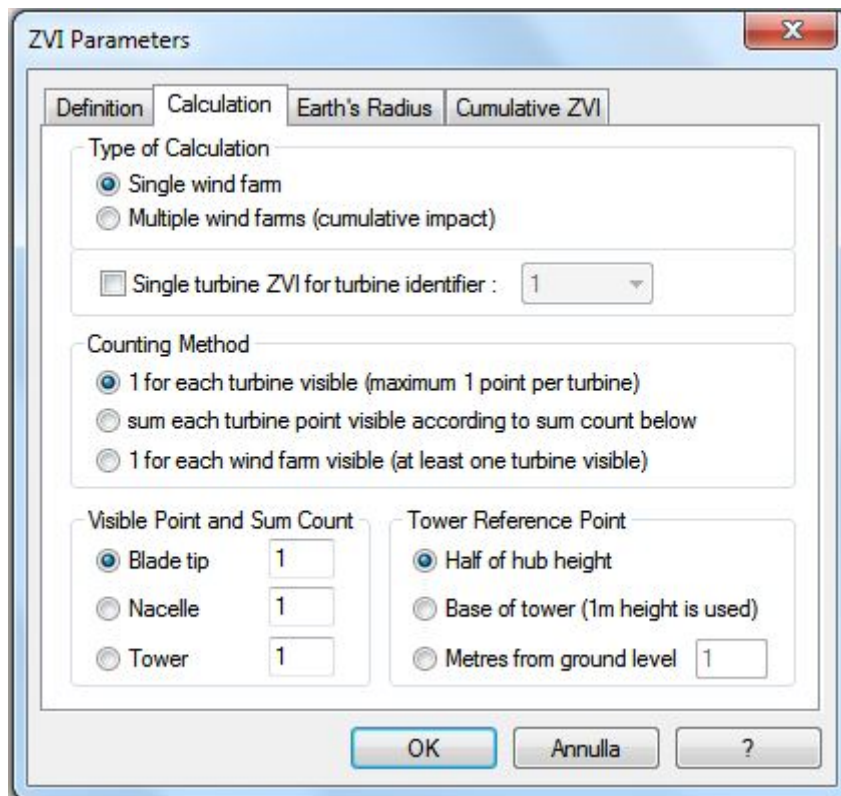 ZVI Parameters
Definition Calculation Earth's Radius Cumulative ZVI
Type of Calculation
Single wind farm
Multiple wind farms (cumulative impact)
Single turbine ZVI for turbine identifier : 1
Counting Method
1 for each turbine visible (maximum 1 point per turbine)
sum each turbine point visible according to sum count below
1 for each wind farm visible (at least one turbine visible)
Visible Point and Sum Count
Blade tip 1
Nacelle 1
Tower 1
Tower Reference Point
Half of hub height
Base of tower (1m height is used)
Metres from ground level 1
OK Annulla ?